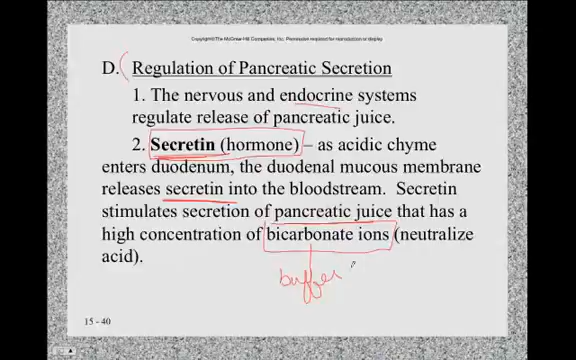 Copyright©The McGraw-Hill Companies, Inc. Permission required for reproduction or display
D. Regulation of Pancreatic Secretion
1. The nervous and endocrine systems
regulate release of pancreatic juice.
2. Secretin (hormone) – as acidic chyme
enters duodenum, the duodenal mucous membrane
releases secretin into the bloodstream. Secretin
stimulates secretion of pancreatic juice that has a
high concentration of bicarbonate ions (neutralize
acid).
buffer
15 - 40